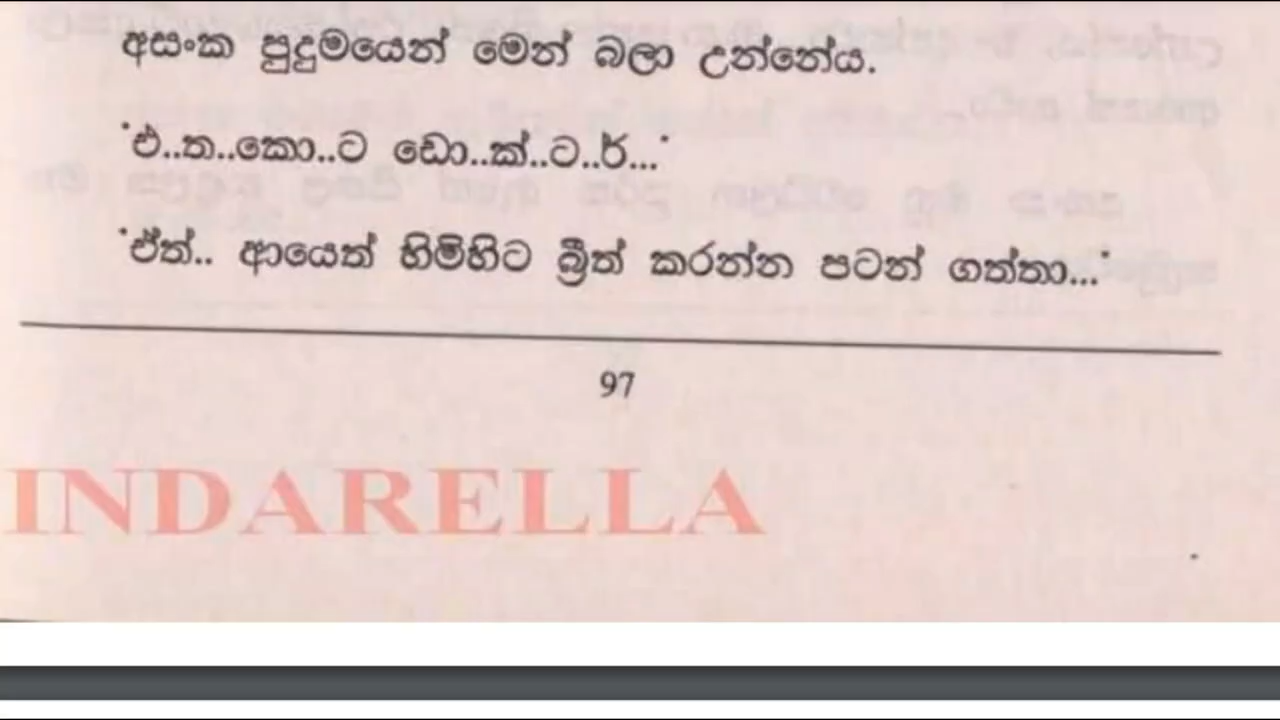 අසංක පුදුමයෙන් මෙන් බලා උන්නේය.
'එ..ත..කො..ට ඩො..ක්..ට..ර්...'
'ඒත්.. ආයෙත් හිමිහිට බ්‍රීත් කරන්න පටන් ගත්තා...'
97
INDARELLA